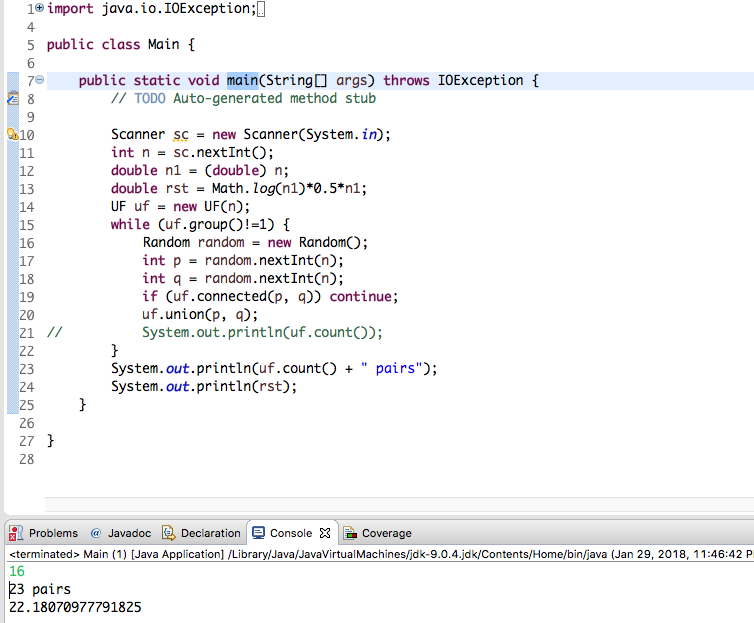 1 import java.io.IOException;
4
5 public class Main {
6
7 public static void main(String[] args) throws IOException {
8 // TODO Auto-generated method stub
9
10 Scanner sc = new Scanner(System.in);
11 int n = sc.nextInt();
12 double n1 = (double) n;
13 double rst = Math.log(n1)*0.5*n1;
14 UF uf = new UF(n);
15 while (uf.group()!=1) {
16 Random random = new Random();
17 int p = random.nextInt(n);
18 int q = random.nextInt(n);
19 if (uf.connected(p, q)) continue;
20 uf.union(p, q);
21 // System.out.println(uf.count());
22 }
23 System.out.println(uf.count() + " pairs");
24 System.out.println(rst);
25 }
26
27 }
28
Problems @ Javadoc Declaration Console Coverage
<terminated> Main (1) [Java Application] /Library/Java/JavaVirtualMachines/jdk-9.0.4.jdk/Contents/Home/bin/java (Jan 29, 2018, 11:46:42 P
16
23 pairs
22.18070977791825